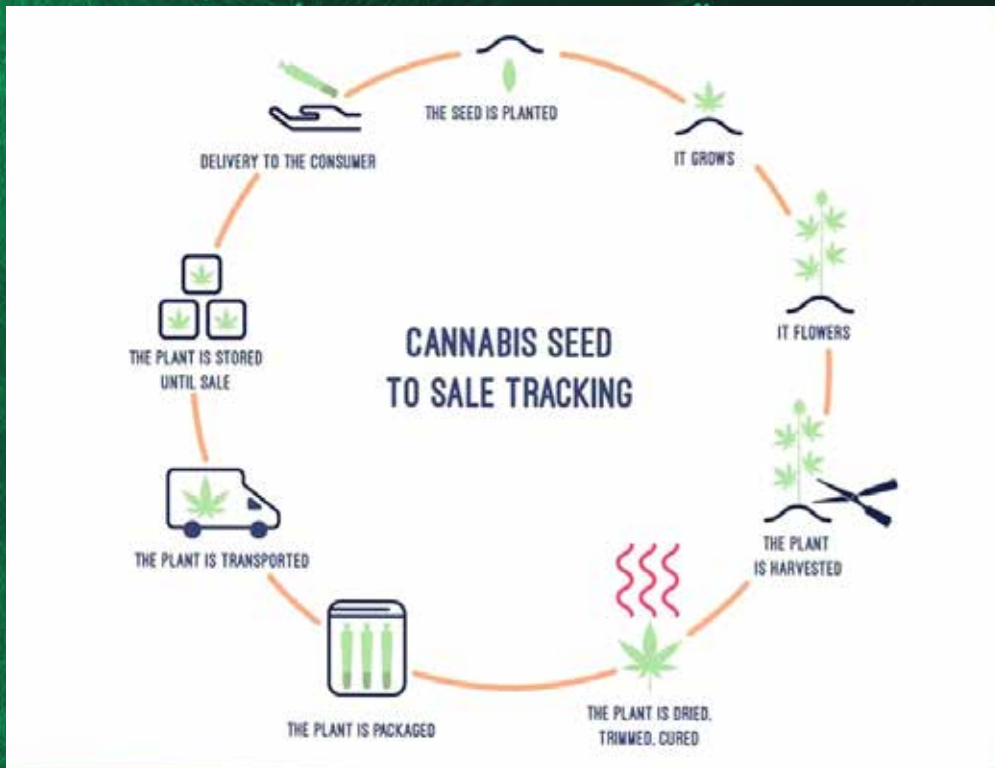 THE SEED IS PLANTED
IT GROWS
IT FLOWERS
THE PLANT
IS HARVESTED
THE PLANT IS DRIED,
TRIMMED, CURED
THE PLANT IS PACKAGED
THE PLANT IS TRANSPORTED
THE PLANT IS STORED
UNTIL SALE
DELIVERY TO THE CONSUMER
CANNABIS SEED
TO SALE TRACKING